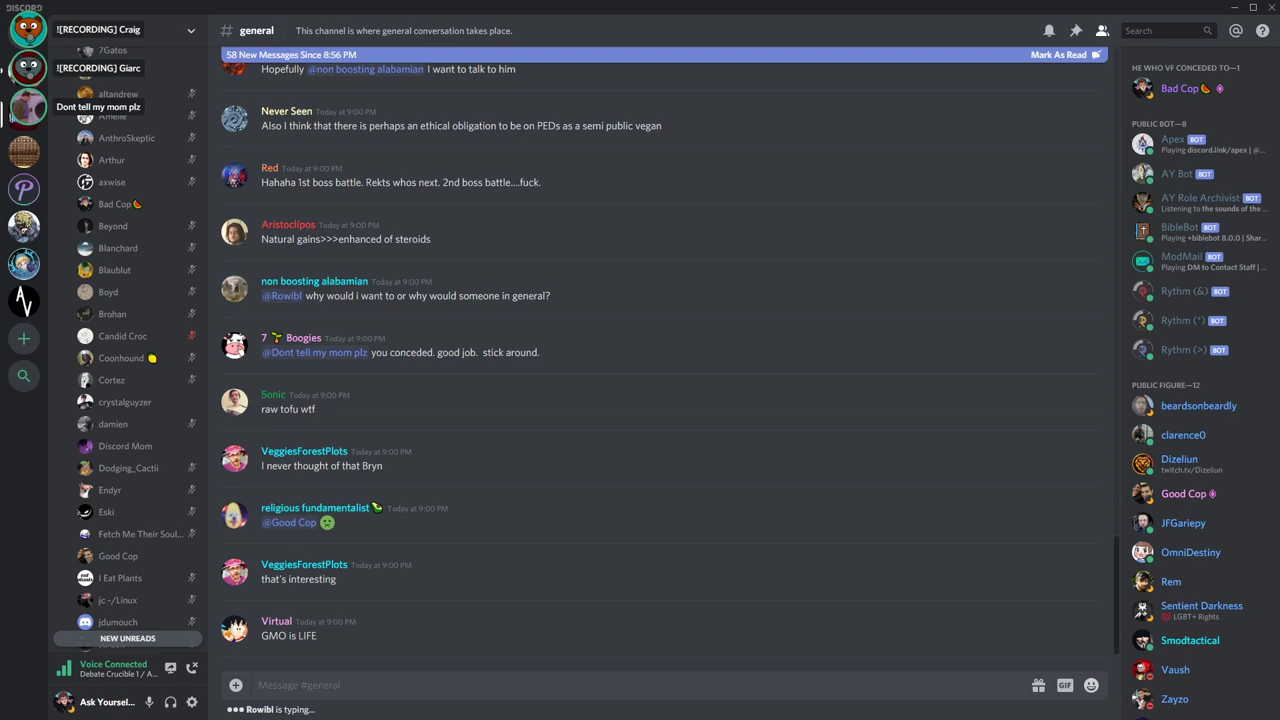 DISCORD
![RECORDING] Craig
7Gatos
![RECORDING] Giarc
altandrew
Dont tell my mom plz
Amelie
AnthroSkeptic
Arthur
axwise
Bad Cop
Beyond
Blanchard
Blaublut
Boyd
Brohan
Candid Croc
Coonhound
Cortez
crystalguyzer
damien
Discord Mom
Dodging_Cactii
Endyr
Eski
Fetch Me Their Soul...
Good Cop
I Eat Plants
jc ~/Linux
jdumouch
NEW UNREADS
Voice Connected
Debate Crucible 1 / A...
Ask Yoursel...
# general This channel is where general conversation takes place.
Search
58 New Messages Since 8:56 PM Mark As Read
Hopefully @non boosting alabamian I want to talk to him
Never Seen Today at 9:00 PM
Also I think that there is perhaps an ethical obligation to be on PEDs as a semi public vegan
Red Today at 9:00 PM
Hahaha 1st boss battle. Rekts whos next. 2nd boss battle....fuck.
Aristoclípos Today at 9:00 PM
Natural gains>>>enhanced of steroids
non boosting alabamian Today at 9:00 PM
@Rowibl why would i want to or why would someone in general?
7 Boogies Today at 9:00 PM
@Dont tell my mom plz you conceded. good job. stick around.
5onic Today at 9:00 PM
raw tofu wtf
VeggiesForestPlots Today at 9:00 PM
I never thought of that Bryn
religious fundamentalist Today at 9:00 PM
@Good Cop
VeggiesForestPlots Today at 9:00 PM
that's interesting
Virtual Today at 9:00 PM
GMO is LIFE
Message #general
GIF
Rowibl is typing...
HE WHO VF CONCEDED TO—1
Bad Cop
PUBLIC BOT—8
Apex BOT
Playing discord.link/apex | @...
AY Bot BOT
AY Role Archivist BOT
Listening to the sounds of the ...
BibleBot BOT
Playing +biblebot 8.0.0 | Shar...
ModMail BOT
Playing DM to Contact Staff | ...
Rythm (&) BOT
Rythm (*) BOT
Rythm (>) BOT
PUBLIC FIGURE—12
beardsonbeardly
clarence0
Dizeliun
twitch.tv/Dizeliun
Good Cop
JFGariepy
OmniDestiny
Rem
Sentient Darkness
LGBT+ Rights
Smodtactical
Vaush
Zayzo